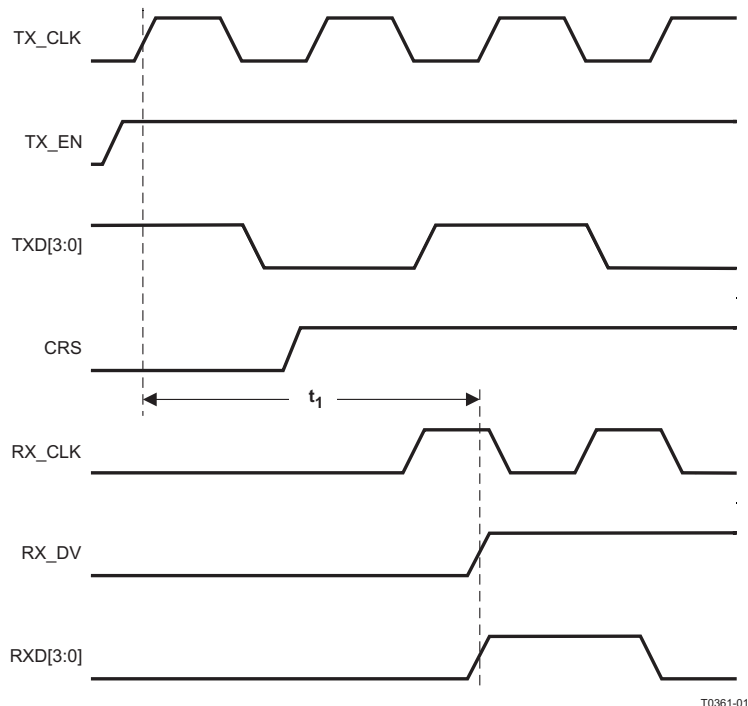 TX_CLK
TX_EN
TXD[3:0]
CRS
t1
RX_CLK
RX_DV
RXD[3:0]
T0361-01